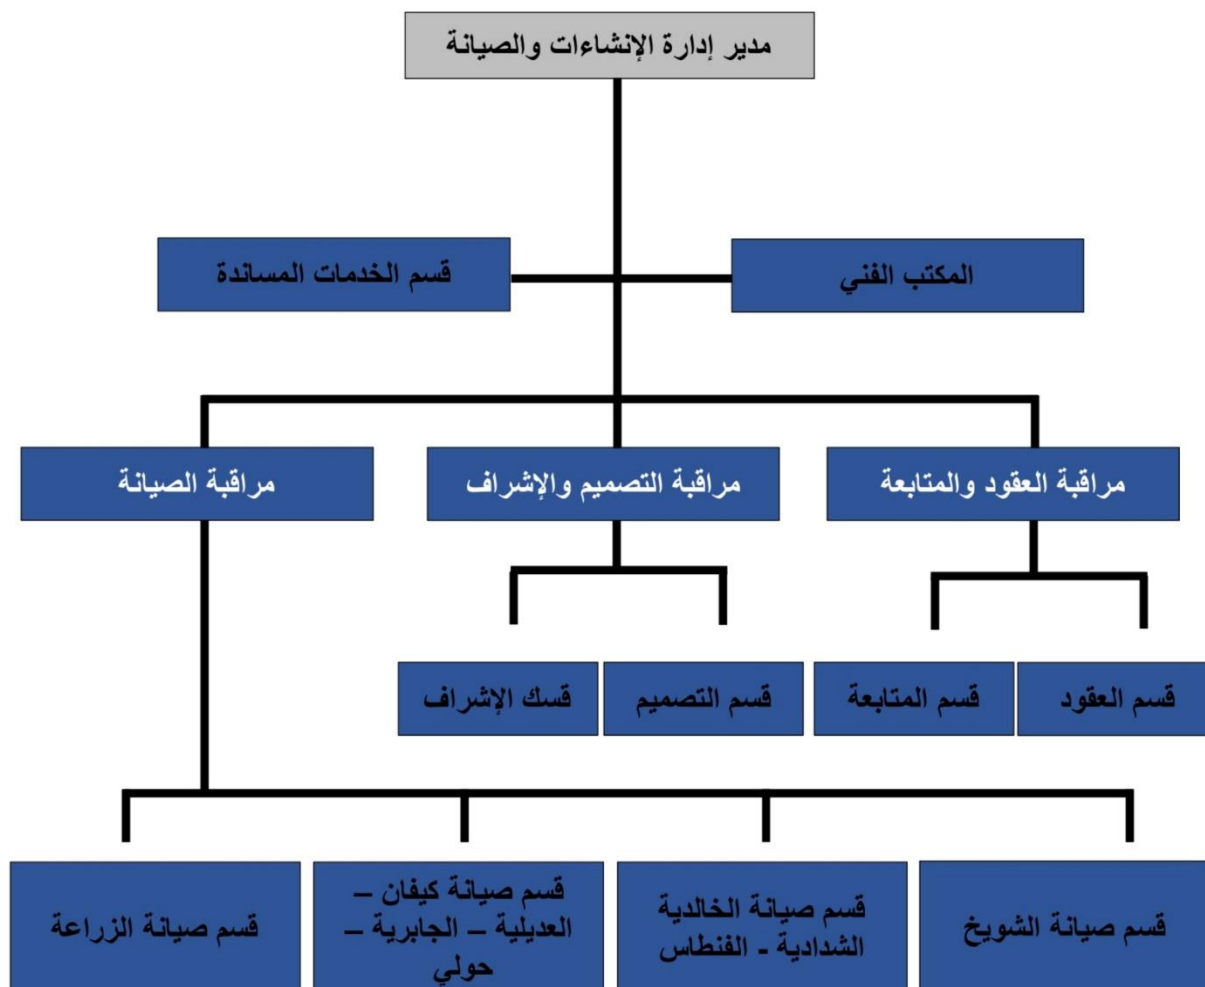 مدير إدارة الإنشاءات والصيانة
المكتب الفني
قسم الخدمات المساندة
مراقبة العقود والمتابعة
مراقبة التصميم والإشراف
مراقبة الصيانة
قسم العقود
قسم المتابعة
قسم التصميم
قسك الإشراف
قسم صيانة الشويخ
قسم صيانة الخالدية
الشدادية - الفنطاس
قسم صيانة كيفان –
العديلية – الجابرية –
حولي
قسم صيانة الزراعة